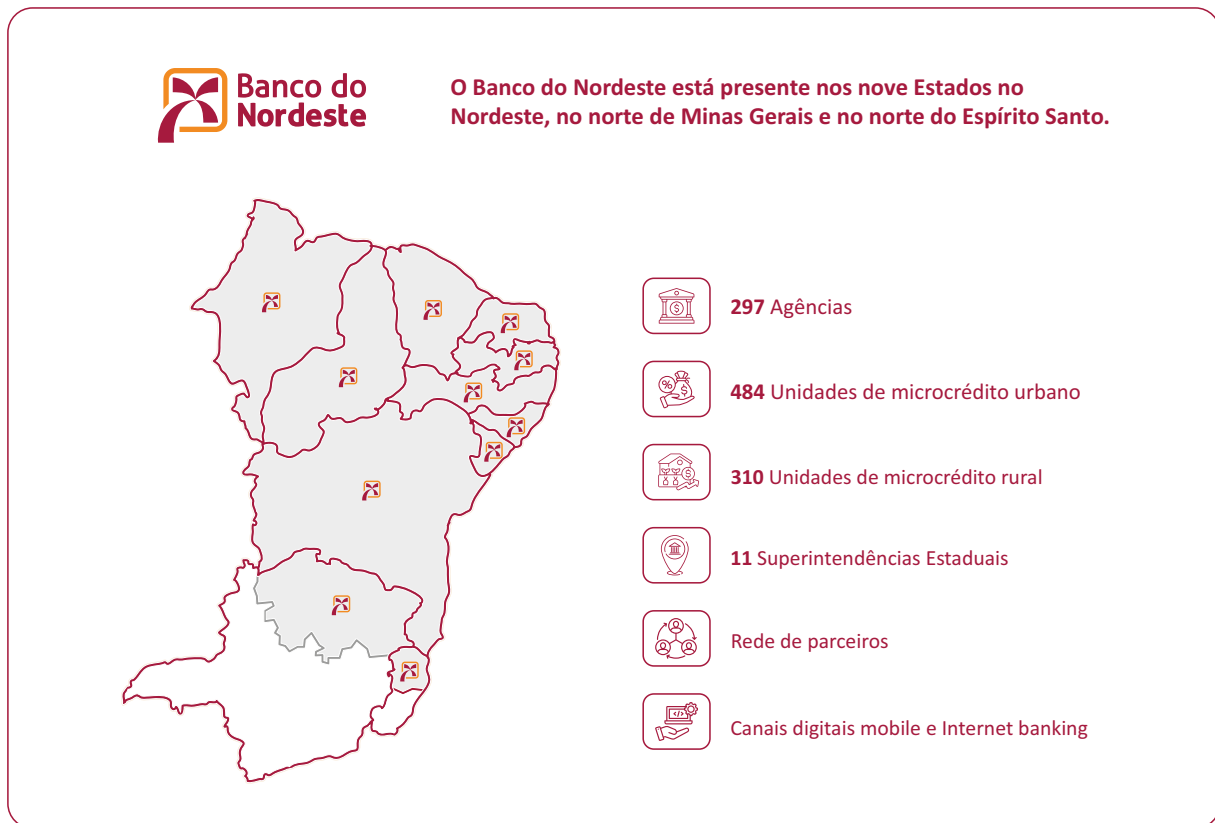 Banco do
Nordeste
O Banco do Nordeste está presente nos nove Estados no
Nordeste, no norte de Minas Gerais e no norte do Espírito Santo.
297 Agências
484 Unidades de microcrédito urbano
310 Unidades de microcrédito rural
11 Superintendências Estaduais
Rede de parceiros
Canais digitais mobile e Internet banking